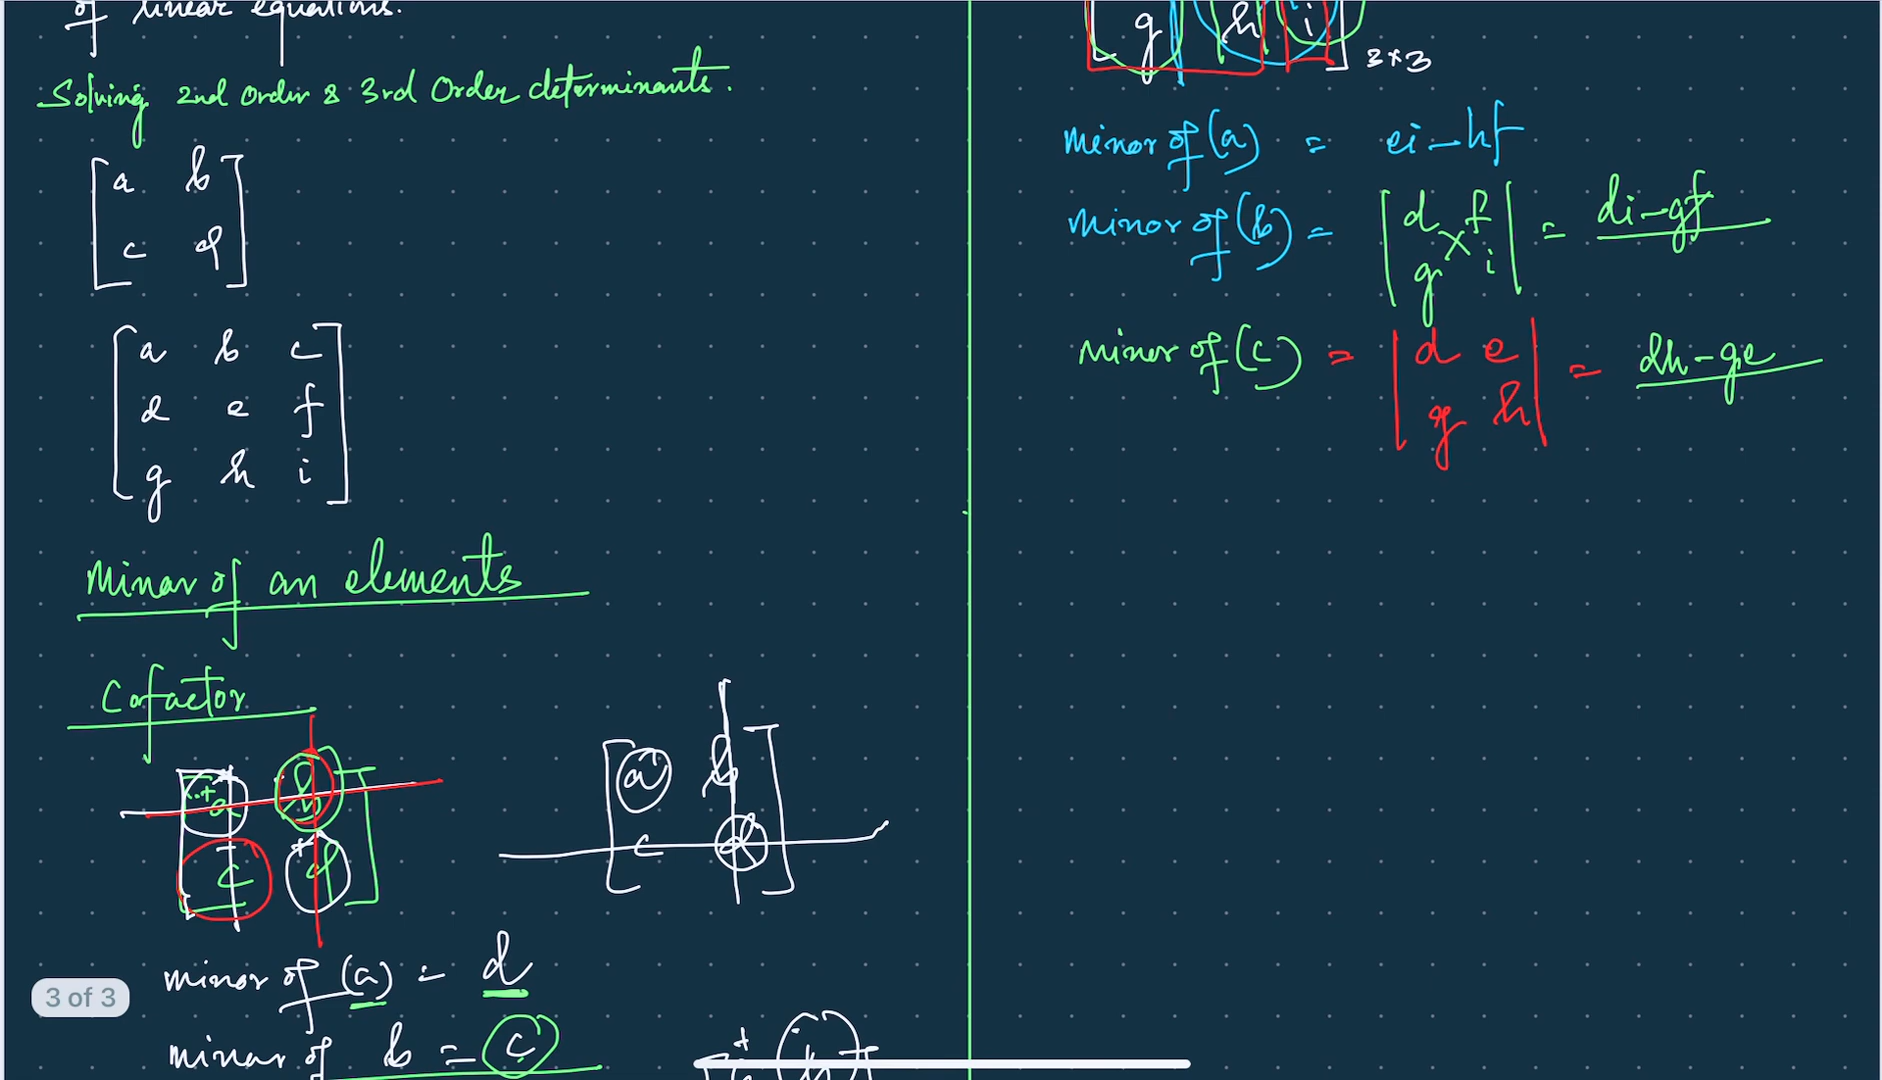 of linear equations.
Solving 2nd Order & 3rd Order determinants.
a b
c d
a b c
d e f
g h i
Minor of an elements
Cofactor
+ a b
c + d
a b
c d
minor of (a) = d
minor of b = c
+
g h i
3*3
minor of (a) = ei - hf
minor of (b) = | d f | = di - gf
g i
minor of (c) = | d e | = dh - ge
g h
3 of 3